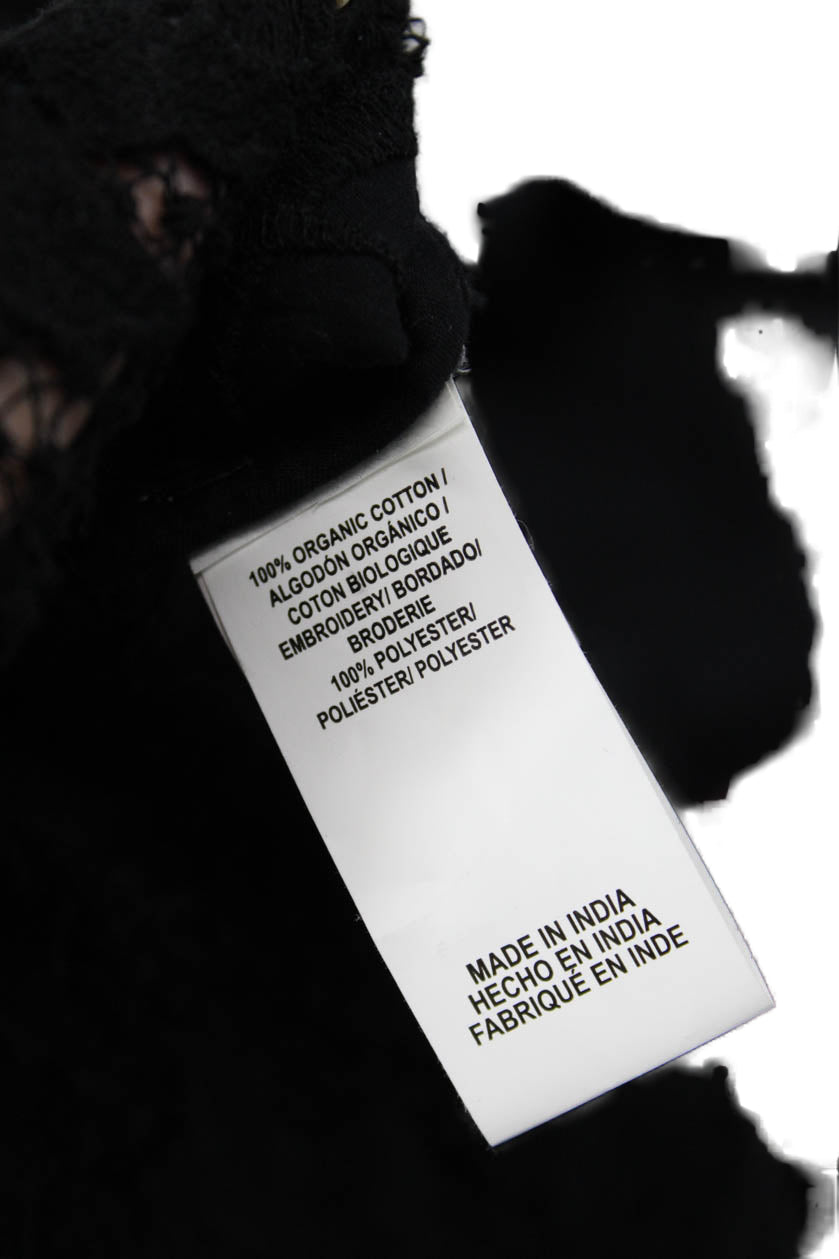 100% ORGANIC COTTON /
ALGODÓN ORGÁNICO /
COTON BIOLOGIQUE
EMBROIDERY/ BORDADO/
BRODERIE
100% POLYESTER/
POLIÉSTER/ POLYESTER
MADE IN INDIA
HECHO EN INDIA
FABRIQUÉ EN INDE